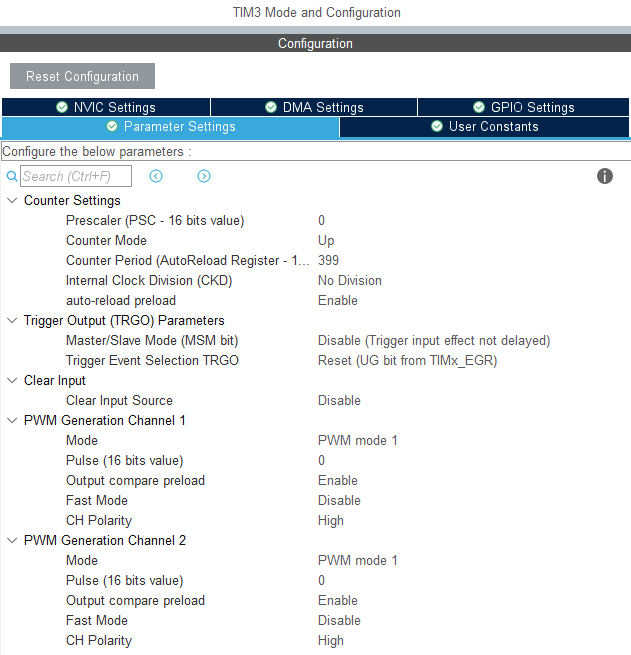 TIM3 Mode and Configuration
Configuration
Reset Configuration
NVIC Settings DMA Settings GPIO Settings
Parameter Settings User Constants
Configure the below parameters :
Search (Ctrl+F)
Counter Settings
Prescaler (PSC - 16 bits value) 0
Counter Mode Up
Counter Period (AutoReload Register - 1... 399
Internal Clock Division (CKD) No Division
auto-reload preload Enable
Trigger Output (TRGO) Parameters
Master/Slave Mode (MSM bit) Disable (Trigger input effect not delayed)
Trigger Event Selection TRGO Reset (UG bit from TIMx_EGR)
Clear Input
Clear Input Source Disable
PWM Generation Channel 1
Mode PWM mode 1
Pulse (16 bits value) 0
Output compare preload Enable
Fast Mode Disable
CH Polarity High
PWM Generation Channel 2
Mode PWM mode 1
Pulse (16 bits value) 0
Output compare preload Enable
Fast Mode Disable
CH Polarity High